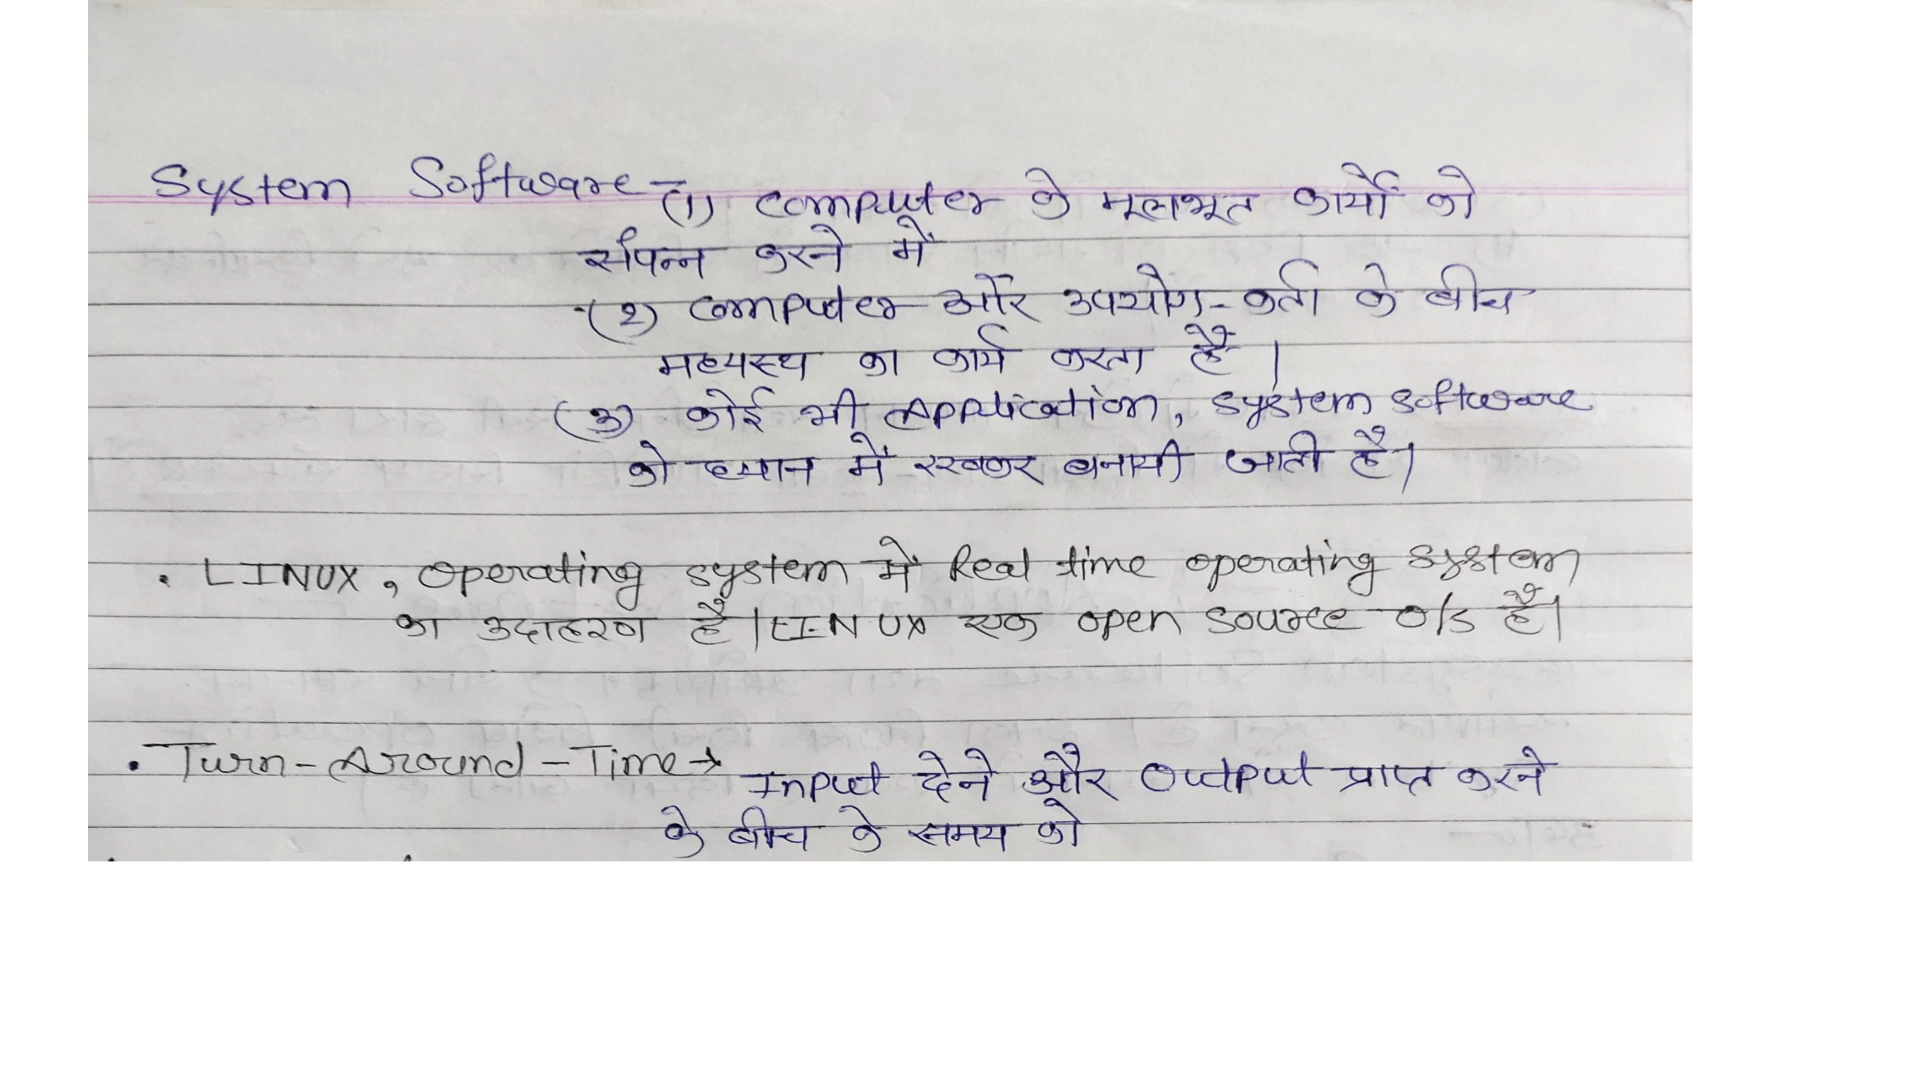 System Software - (1) Computer के मूलभूत कार्यों को
संपन्न करने में
(2) Computer और उपयोग-कर्ता के बीच
मध्यस्थ का कार्य करता है |
(3) कोई भी Application, System Software
को ध्यान में रखकर बनायी जाती है |
• LINUX, operating system में Real time operating system
का उदाहरण है | LINUX एक open source o/s है |
• Turn-Around-Time → Input देने और Output प्राप्त करने
के बीच के समय को